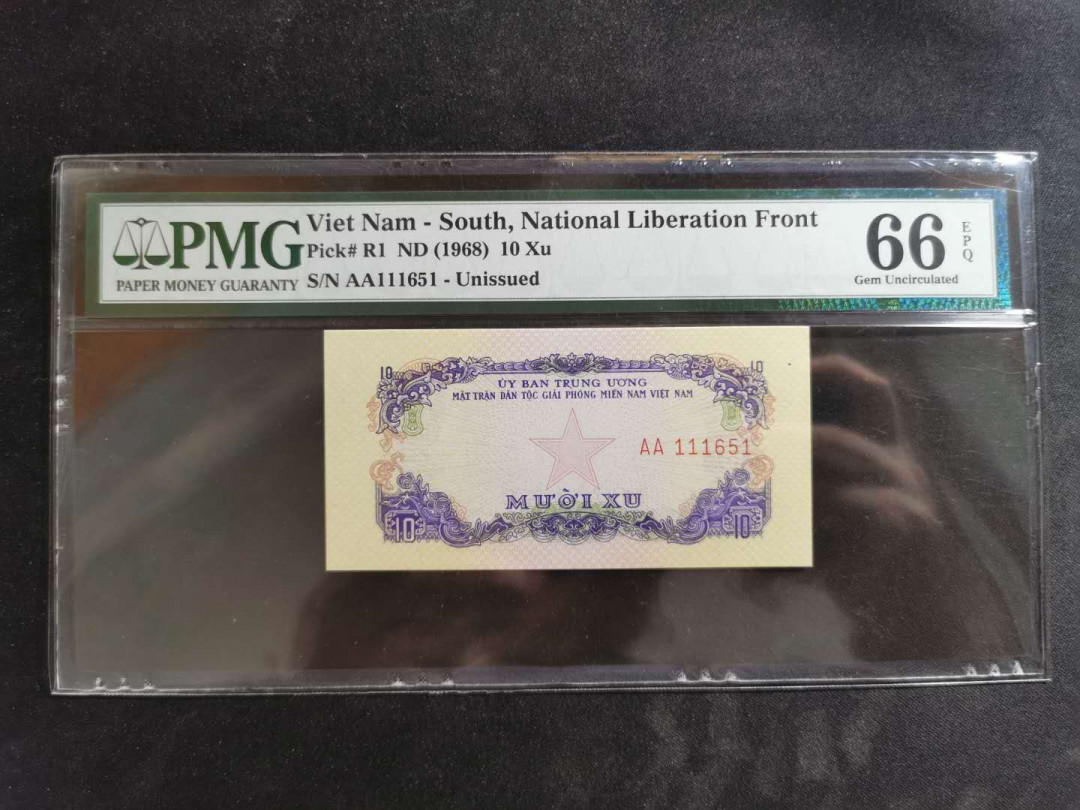 PMG
PAPER MONEY GUARANTY
Viet Nam - South, National Liberation Front
Pick# R1 ND (1968) 10 Xu
S/N AA111651 - Unissued
66
EPQ
Gem Uncirculated
10 10
ỦY BAN TRUNG ƯƠNG
MẶT TRẬN DÂN TỘC GIẢI PHÓNG MIỀN NAM VIỆT NAM
AA 111651
MƯỜI XU
10 10